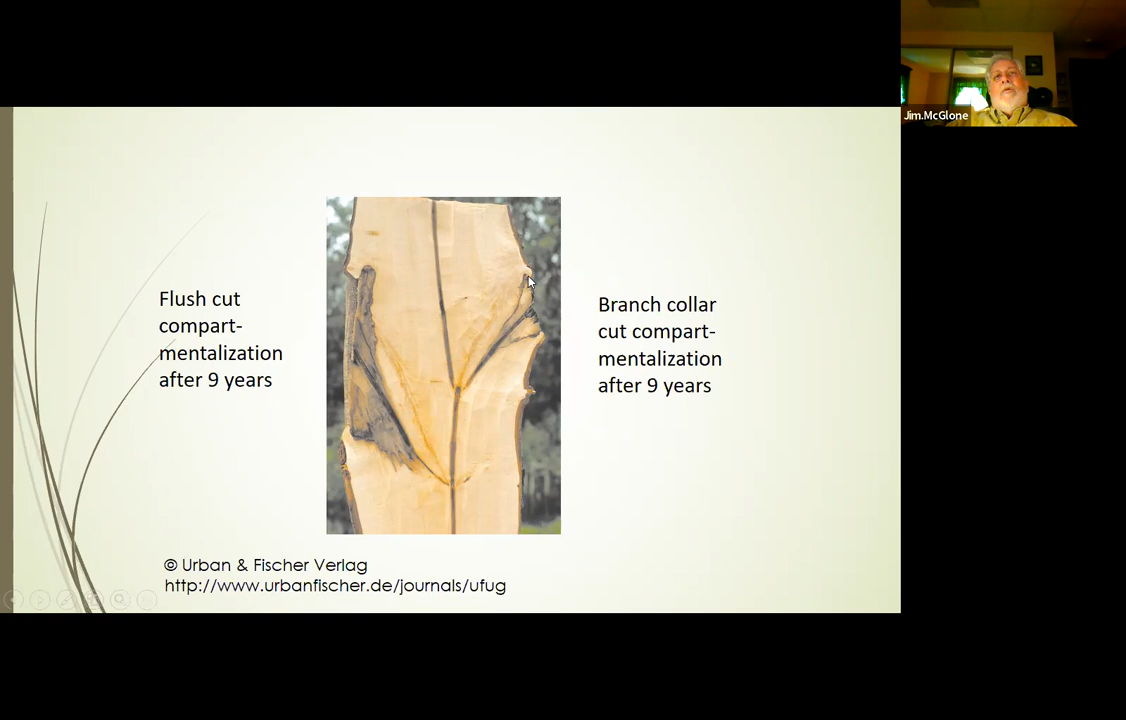 Jim.McGlone
Flush cut
compart-
mentalization
after 9 years
Branch collar
cut compart-
mentalization
after 9 years
© Urban & Fischer Verlag
http://www.urbanfischer.de/journals/ufug